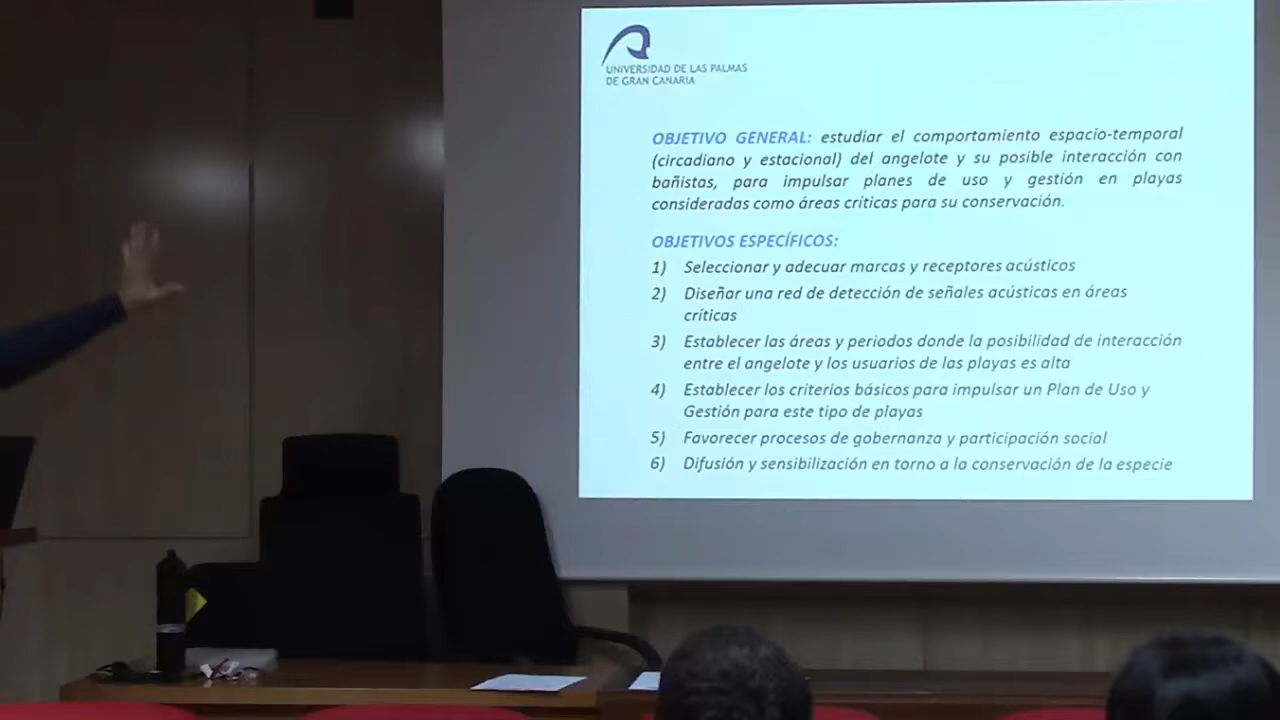 UNIVERSIDAD DE LAS PALMAS
DE GRAN CANARIA
OBJETIVO GENERAL: estudiar el comportamiento espacio-temporal
(circadiano y estacional) del angelote y su posible interacción con
bañistas, para impulsar planes de uso y gestión en playas
consideradas como áreas criticas para su conservación.
OBJETIVOS ESPECÍFICOS:
1) Seleccionar y adecuar marcas y receptores acústicos
2) Diseñar una red de detección de señales acústicas en áreas
críticas
3) Establecer las áreas y periodos donde la posibilidad de interacción
entre el angelote y los usuarios de las playas es alta
4) Establecer los criterios básicos para impulsar un Plan de Uso y
Gestión para este tipo de playas
5) Favorecer procesos de gobernanza y participación social
6) Difusión y sensibilización en torno a la conservación de la especie